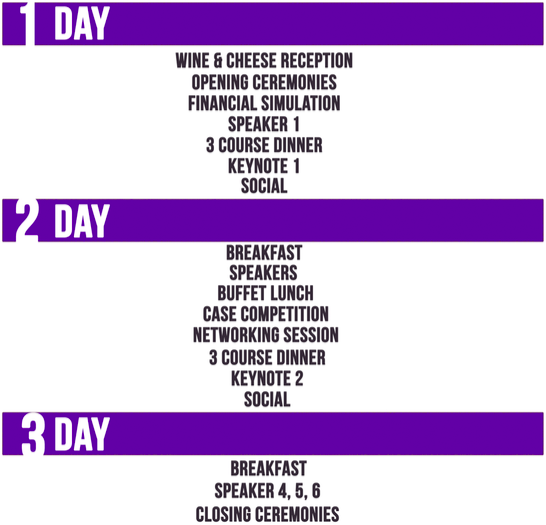 1 DAY
WINE & CHEESE RECEPTION
OPENING CEREMONIES
FINANCIAL SIMULATION
SPEAKER 1
3 COURSE DINNER
KEYNOTE 1
SOCIAL
2 DAY
BREAKFAST
SPEAKERS
BUFFET LUNCH
CASE COMPETITION
NETWORKING SESSION
3 COURSE DINNER
KEYNOTE 2
SOCIAL
3 DAY
BREAKFAST
SPEAKER 4, 5, 6
CLOSING CEREMONIES